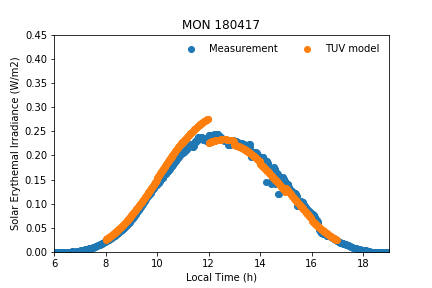 MON 180417
Measurement
TUV model
Solar Erythemal Irradiance (W/m2)
0.45
0.40
0.35
0.30
0.25
0.20
0.15
0.10
0.05
0.00
6 8 10 12 14 16 18
Local Time (h)